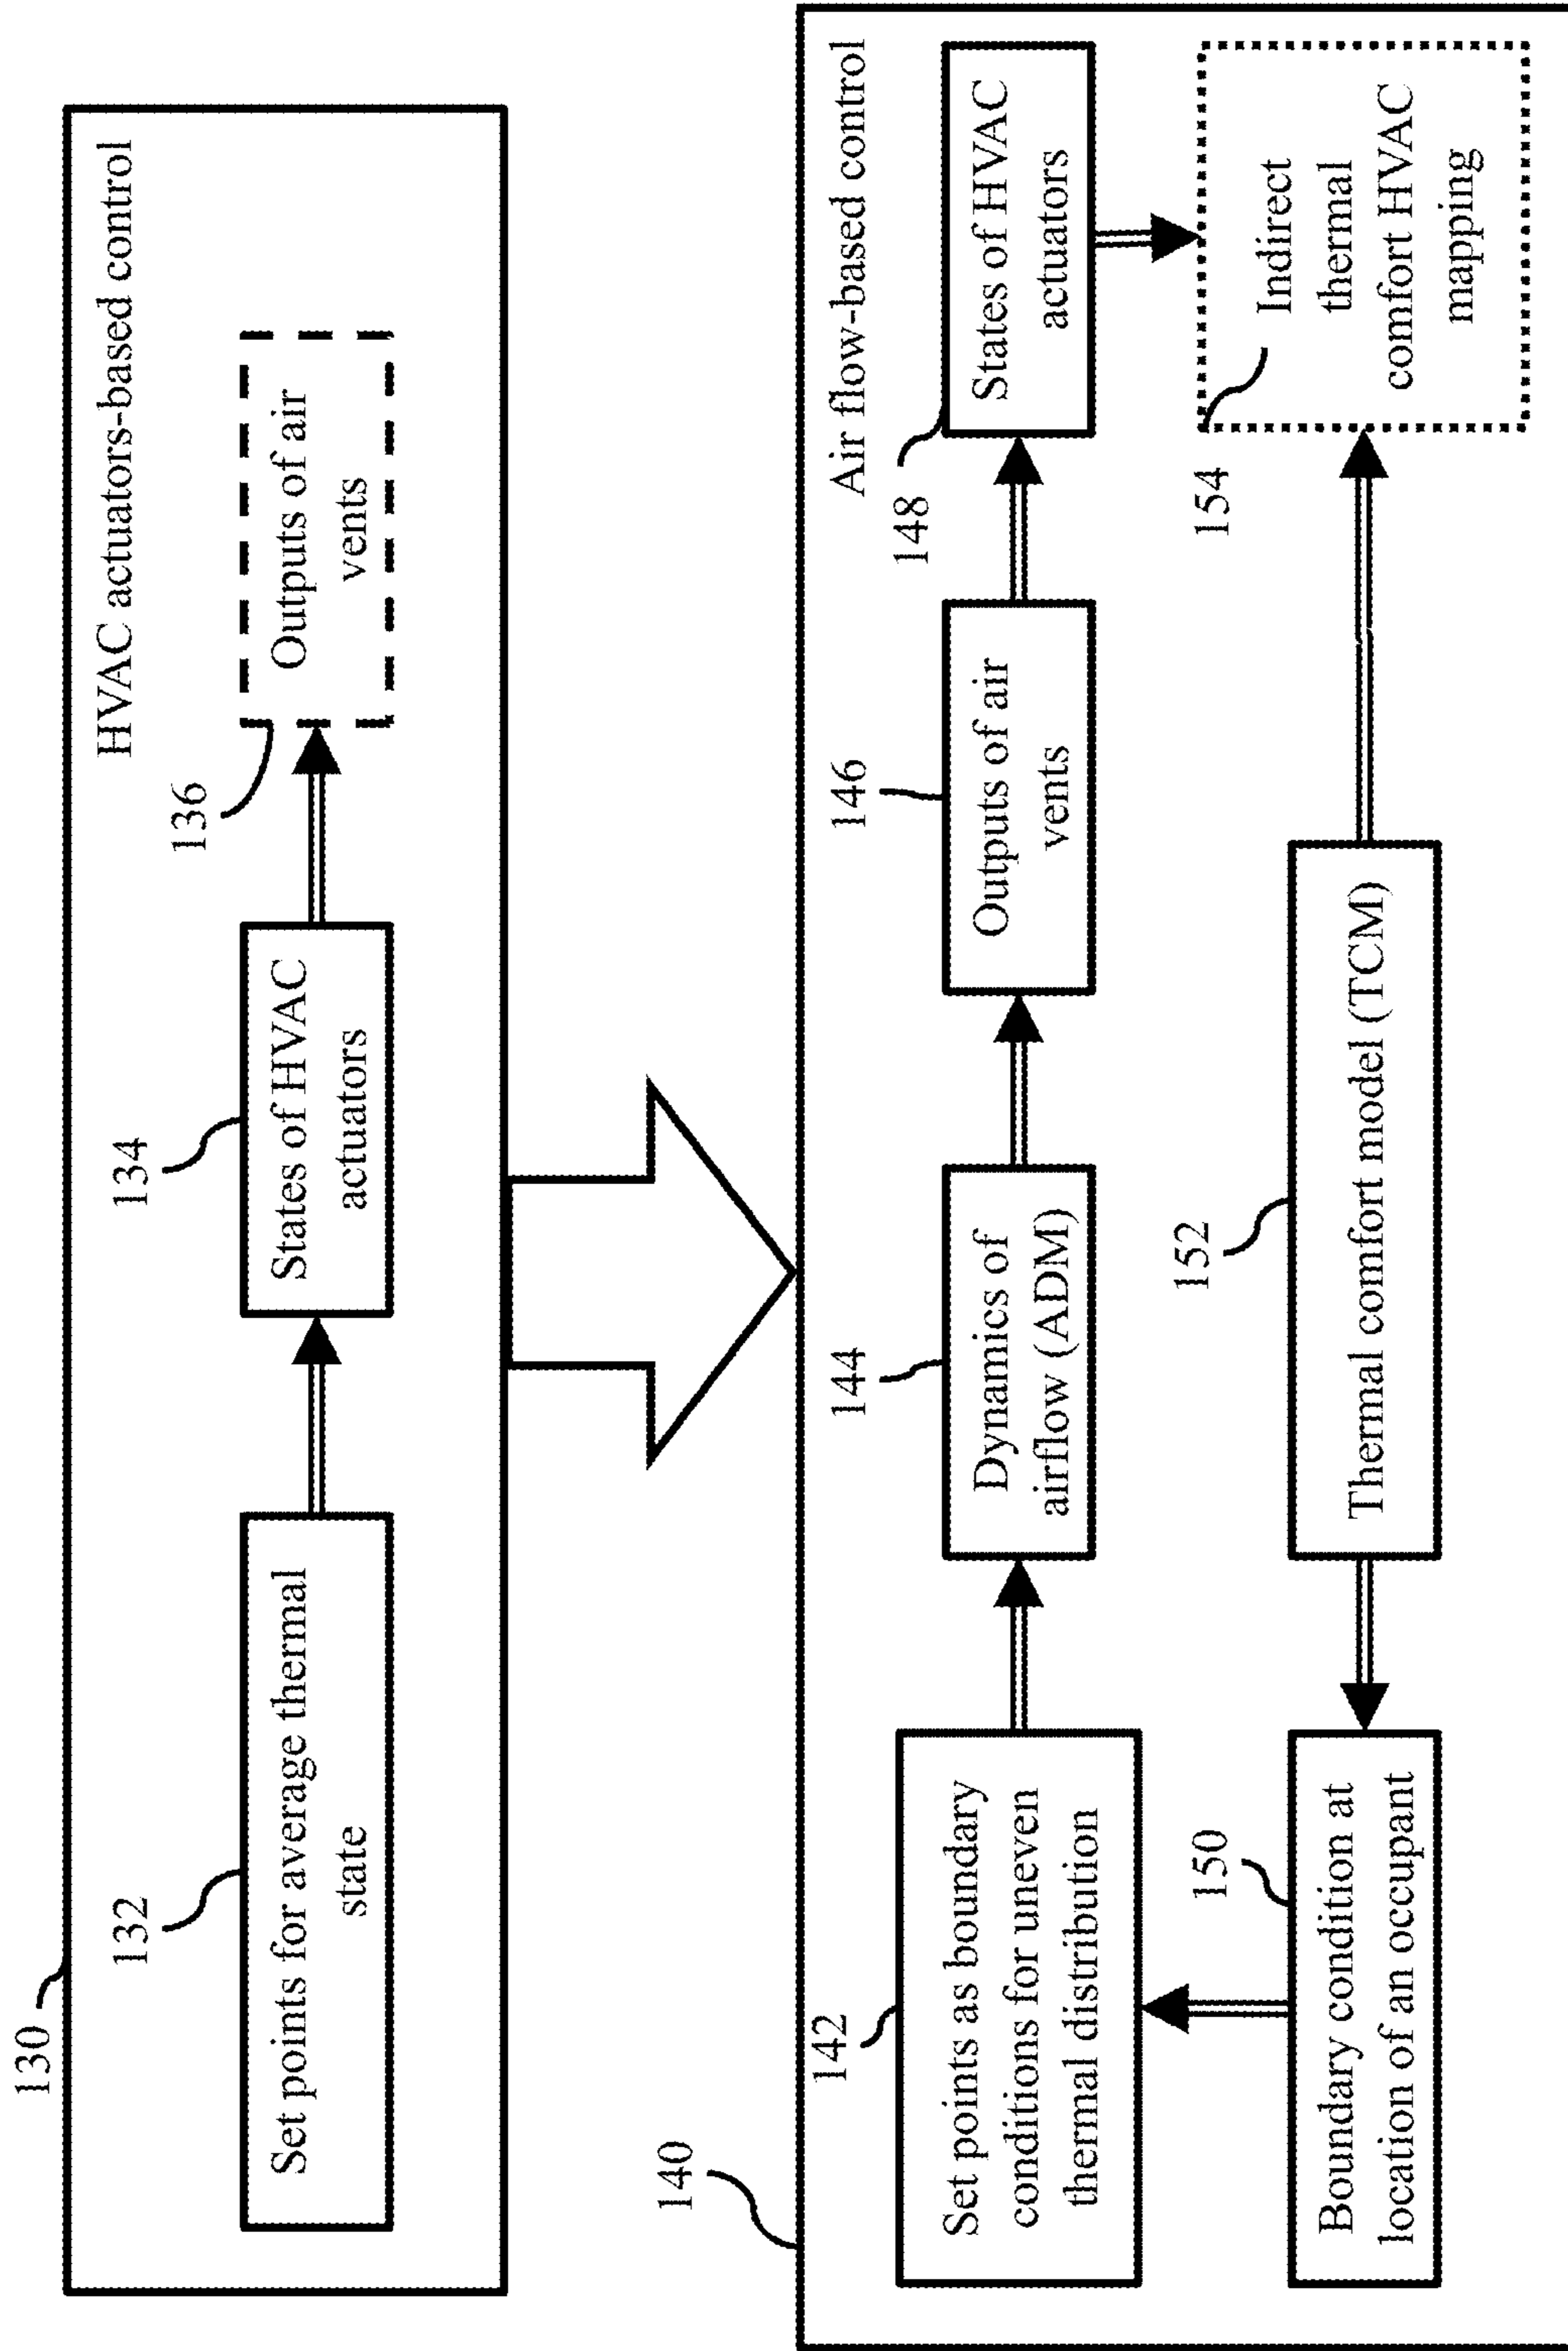 130
HVAC actuators-based control
132
134
136
Set points for average thermal
state
States of HVAC
actuators
Outputs of air
vents
140
Air flow-based control
142
144
146
148
Set points as boundary
conditions for uneven
thermal distribution
Dynamics of
airflow (ADM)
Outputs of air
vents
States of HVAC
actuators
150
152
154
Boundary condition at
location of an occupant
Thermal comfort model (TCM)
Indirect
thermal
comfort HVAC
mapping